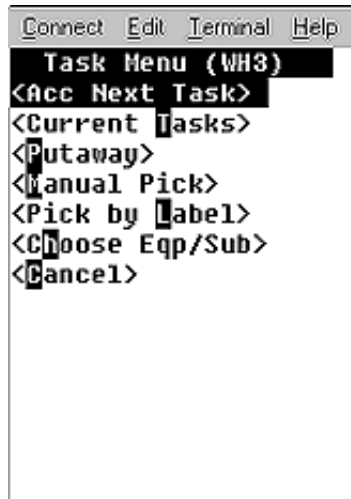 Connect Edit Terminal Help
Task Menu (WH3)
<Acc Next Task>
<Current Tasks>
<Putaway>
<Manual Pick>
<Pick by Label>
<Choose Eqp/Sub>
<Cancel>